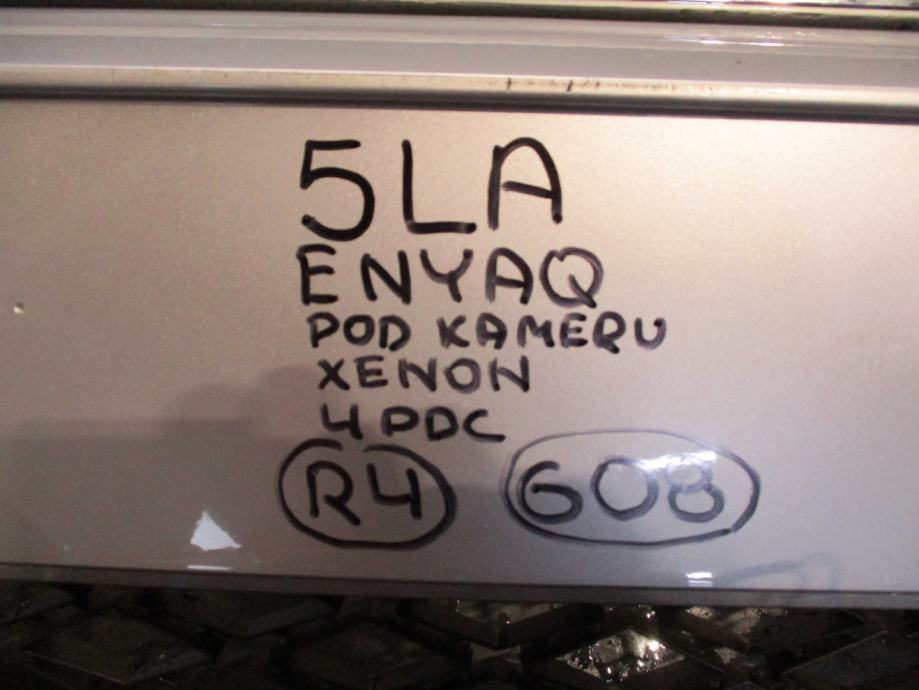 5LA
ENYAQ
POD KAMERU
XENON
4 PDC
R4 608